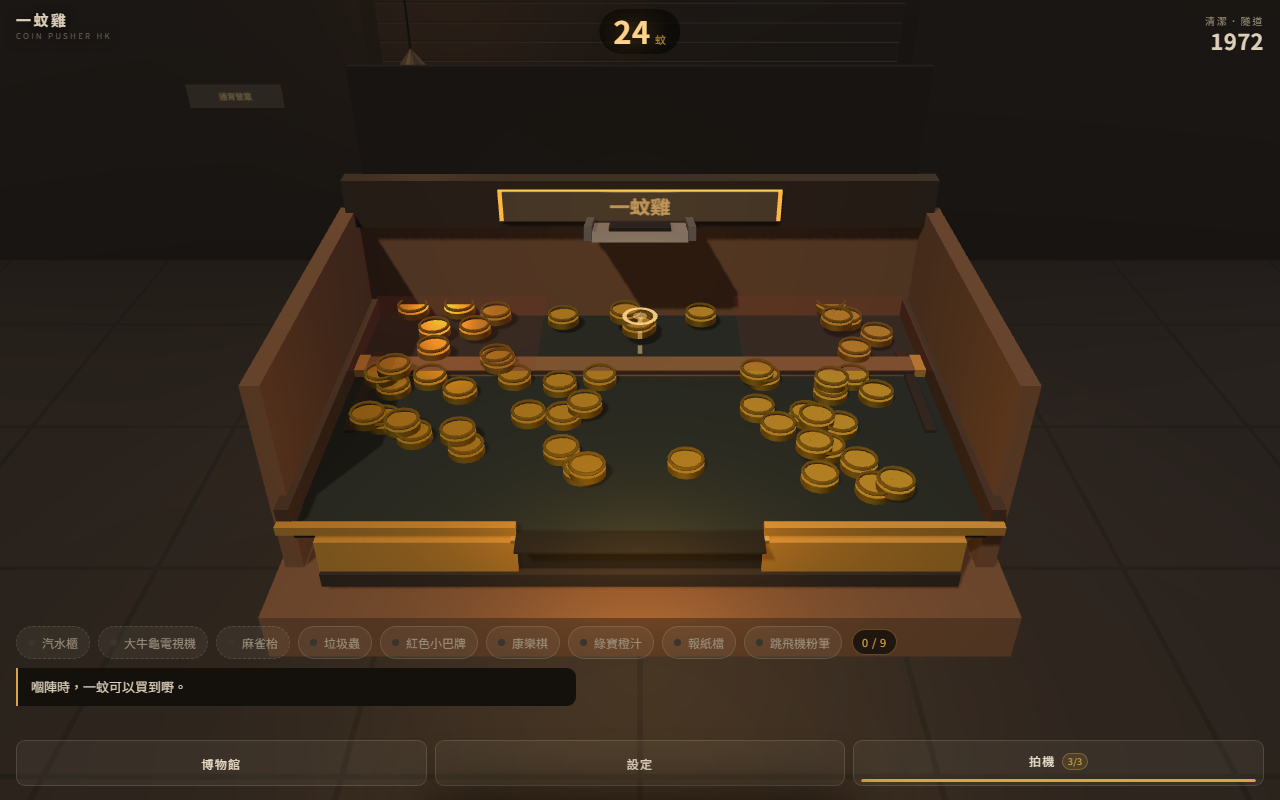 一蚊雞
COIN PUSHER HK
24 蚊
清潔・隧道
1972
一蚊雞
汽水櫃
大牛龜電視機
麻雀枱
垃圾蟲
紅色小巴牌
康樂棋
綠寶橙汁
報紙檔
跳飛機粉筆
0 / 9
嗰陣時，一蚊可以買到嘢。
博物館
設定
拍機 3/3